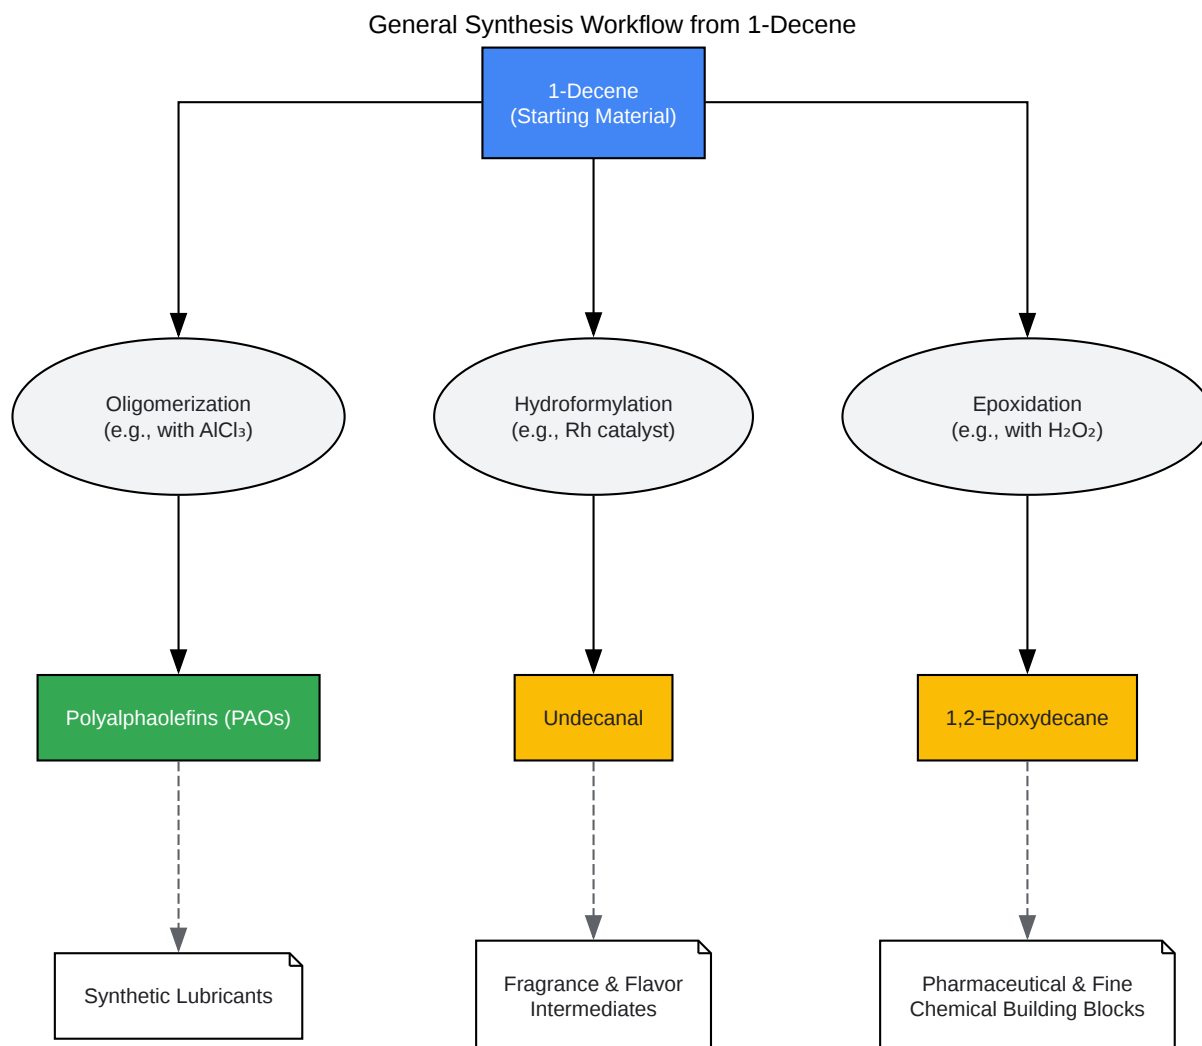 General Synthesis Workflow from 1-Decene
1-Decene
(Starting Material)
Oligomerization
(e.g., with AlCl₃)
Hydroformylation
(e.g., Rh catalyst)
Epoxidation
(e.g., with H₂O₂)
Polyalphaolefins (PAOs)
Undecanal
1,2-Epoxydecane
Synthetic Lubricants
Fragrance & Flavor
Intermediates
Pharmaceutical & Fine
Chemical Building Blocks